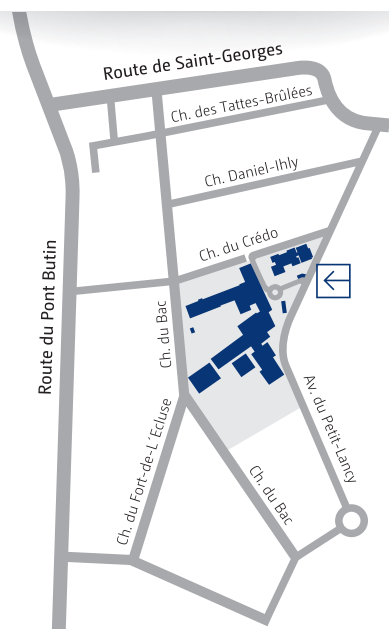 Route de Saint-Georges
Ch. des Tattes-Brûlées
Ch. Daniel-Ihly
Ch. du Crédo
Route du Pont Butin
Ch. du Bac
Av. du Petit-Lancy
Ch. du Fort-de-L´Ecluse
Ch. du Bac